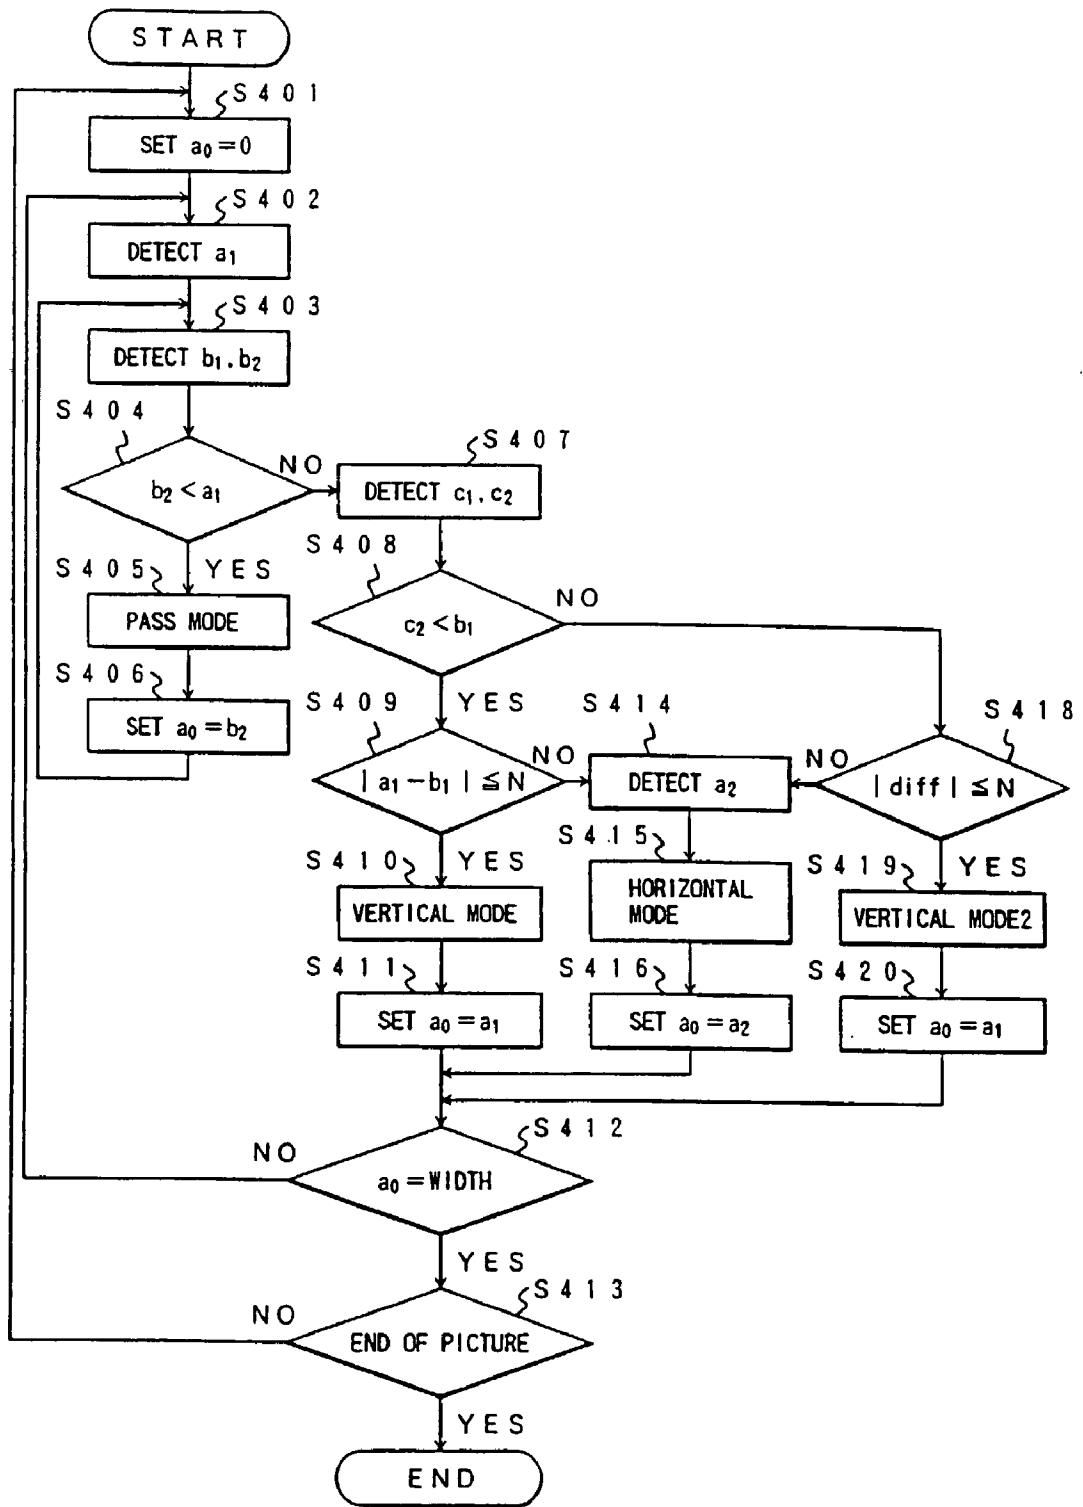 START
S401
SET a₀=0
S402
DETECT a₁
S403
DETECT b₁.b₂
S404
b₂<a₁
NO
S407
DETECT c₁.c₂
S405
YES
PASS MODE
S406
SET a₀=b₂
S408
c₂<b₁
NO
S409
YES
|a₁-b₁|≦N
NO
S414
DETECT a₂
NO
S418
|diff|≦N
S410
YES
VERTICAL MODE
S415
HORIZONTAL
MODE
S419
YES
VERTICAL MODE2
S411
SET a₀=a₁
S416
SET a₀=a₂
S420
SET a₀=a₁
S412
NO
a₀=WIDTH
YES
S413
NO
END OF PICTURE
YES
END